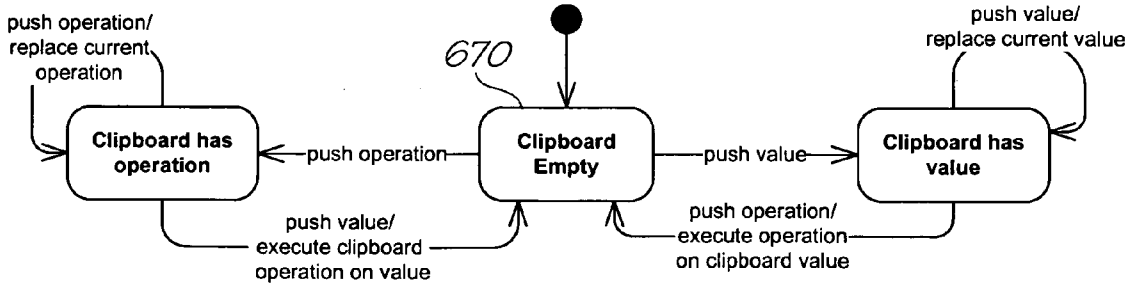 push operation/
replace current
operation
670
push value/
replace current value
Clipboard has
operation
push operation
Clipboard
Empty
push value
Clipboard has
value
push value/
execute clipboard
operation on value
push operation/
execute operation
on clipboard value